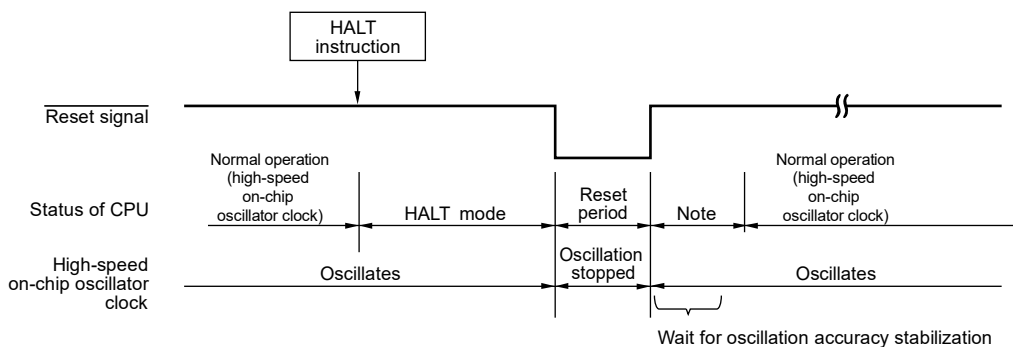 HALT
instruction
Reset signal
Normal operation
(high-speed
on-chip
oscillator clock)
Status of CPU
HALT mode
Reset
period
Note
Normal operation
(high-speed
on-chip
oscillator clock)
High-speed
on-chip oscillator
clock
Oscillates
Oscillation
stopped
Oscillates
Wait for oscillation accuracy stabilization